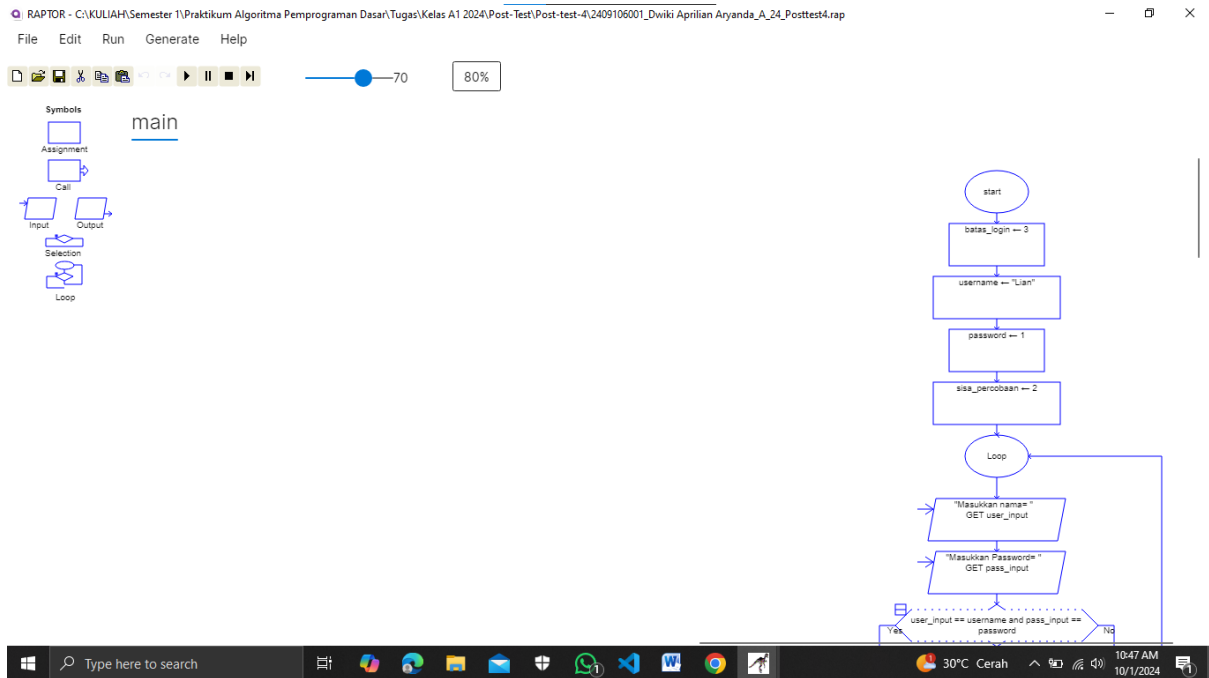 RAPTOR - C:\KULIAH\Semester 1\Praktikum Algoritma Pemprograman Dasar\Tugas\Kelas A1 2024\Post-Test\Post-test-4\2409106001_Dwiki Aprilian Aryanda_A_24_Posttest4.rap
File Edit Run Generate Help
70
80%
Symbols
Assignment
Call
Input Output
Selection
Loop
main
start
batas_login ← 3
username ← "Lian"
password ← 1
sisa_percobaan ← 2
Loop
"Masukkan nama= "
GET user_input
"Masukkan Password= "
GET pass_input
user_input == username and pass_input ==
password
Yes
No
Type here to search
1
1
30°C Cerah
10:47 AM
10/1/2024
1